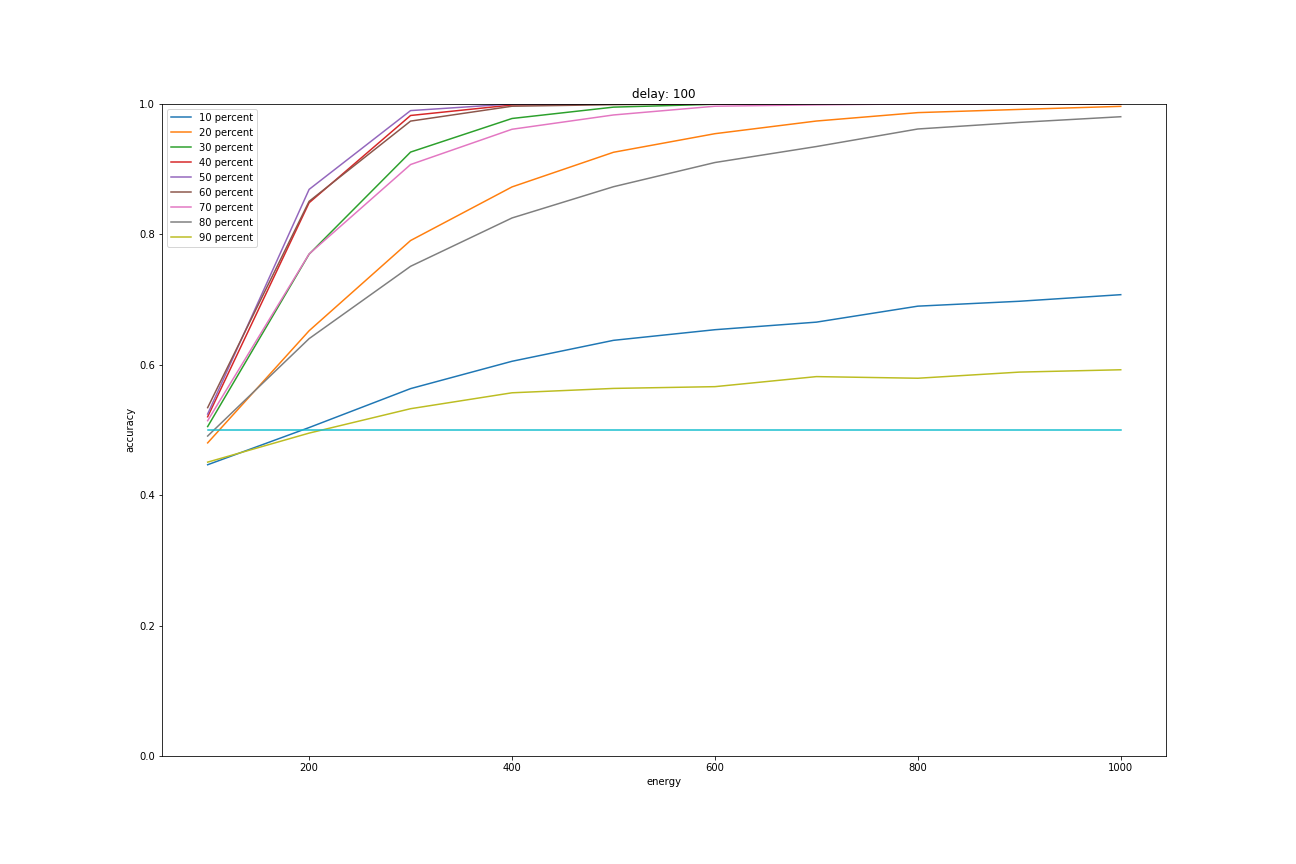 delay: 100
1.0
0.8
0.6
0.4
0.2
0.0
accuracy
10 percent
20 percent
30 percent
40 percent
50 percent
60 percent
70 percent
80 percent
90 percent
200
400
600
800
1000
energy